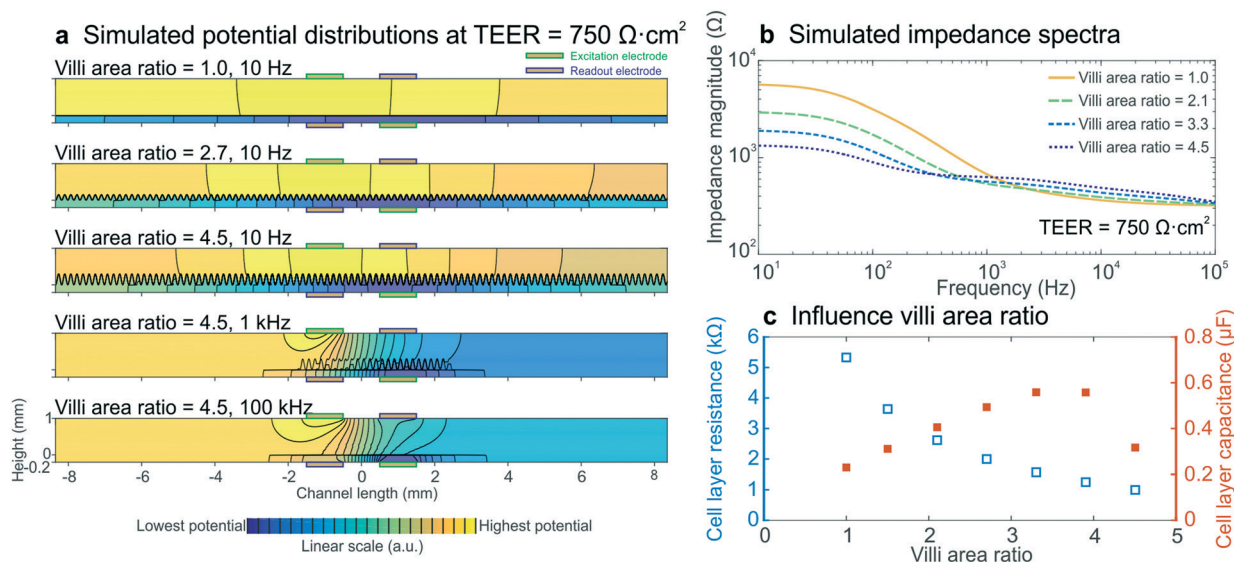 a Simulated potential distributions at TEER = 750 Ω·cm²
Excitation electrode
Readout electrode
Villi area ratio = 1.0, 10 Hz
Villi area ratio = 2.7, 10 Hz
Villi area ratio = 4.5, 10 Hz
Villi area ratio = 4.5, 1 kHz
Villi area ratio = 4.5, 100 kHz
Height (mm)
1
0
-0.2
-8 -6 -4 -2 0 2 4 6 8
Channel length (mm)
Lowest potential
Highest potential
Linear scale (a.u.)
b Simulated impedance spectra
Impedance magnitude (Ω)
10⁴
10³
10²
Villi area ratio = 1.0
Villi area ratio = 2.1
Villi area ratio = 3.3
Villi area ratio = 4.5
TEER = 750 Ω·cm²
10¹ 10² 10³ 10⁴ 10⁵
Frequency (Hz)
c Influence villi area ratio
Cell layer resistance (kΩ)
6
5
4
3
2
1
0
Cell layer capacitance (µF)
0.8
0.6
0.4
0.2
0
0 1 2 3 4 5
Villi area ratio